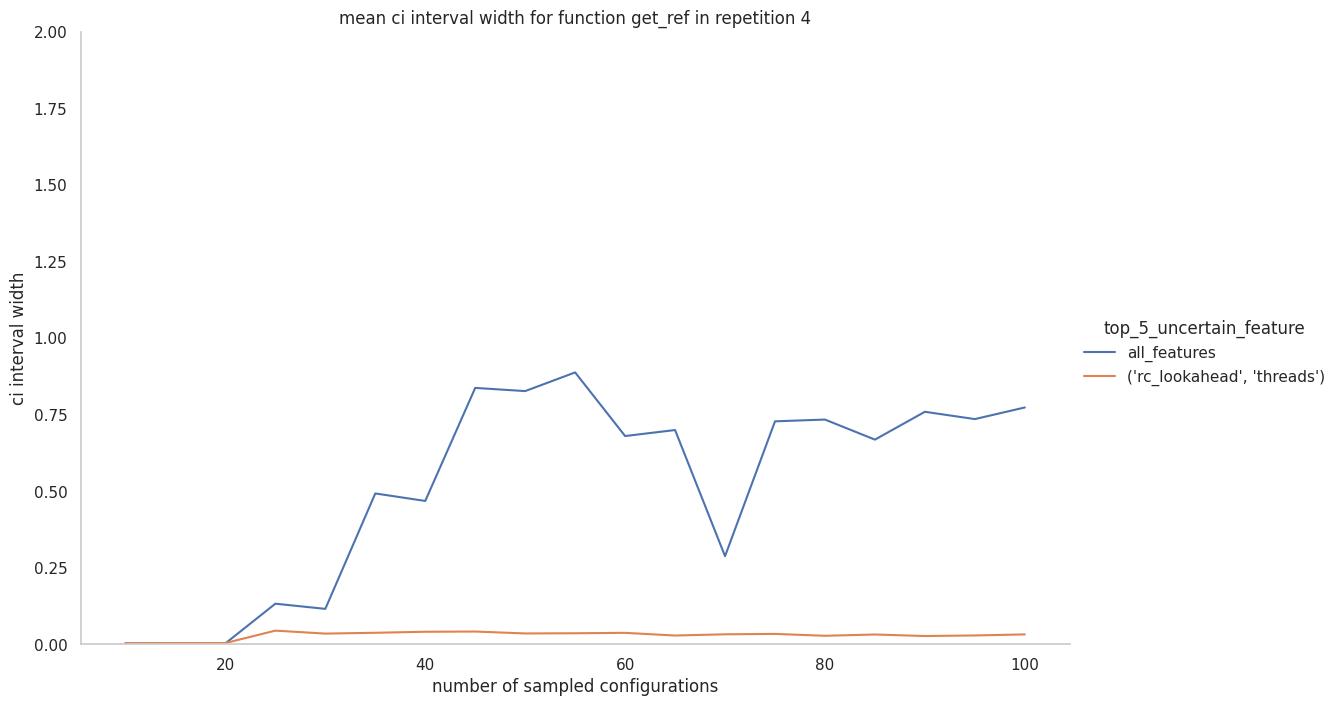 mean ci interval width for function get_ref in repetition 4
2.00
1.75
1.50
1.25
1.00
0.75
0.50
0.25
0.00
ci interval width
20
40
60
80
100
number of sampled configurations
top_5_uncertain_feature
all_features
('rc_lookahead', 'threads')